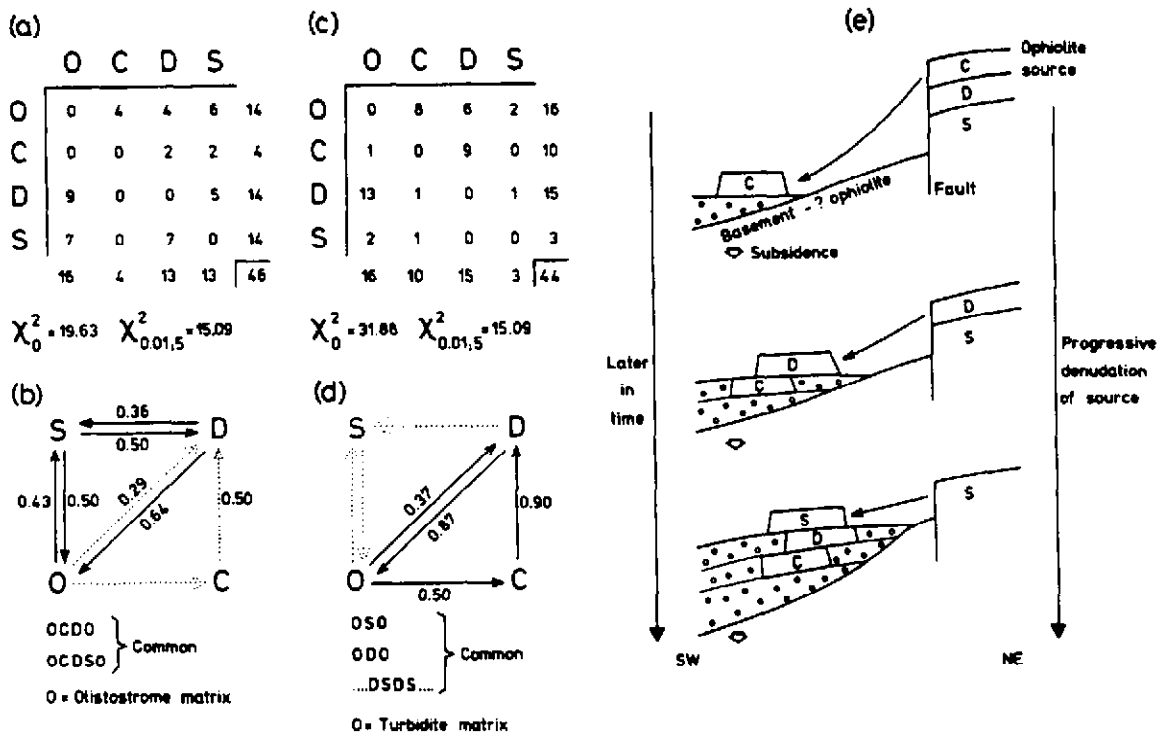 (a)
O C D S
O 0 4 4 6 14
C 0 0 2 2 4
D 9 0 0 5 14
S 7 0 7 0 14
16 4 13 13 46
χ²₀ = 19.63 χ²₀.₀₁,₅ = 15.09
(b)
S D O C
0.36
0.50
0.43 0.50 0.29 0.64 0.50
OCDO
OCDSO
Common
O = Olistostrome matrix
(c)
O C D S
O 0 8 6 2 16
C 1 0 9 0 10
D 13 1 0 1 15
S 2 1 0 0 3
16 10 15 3 44
χ²₀ = 31.88 χ²₀.₀₁,₅ = 15.09
(d)
S D O C
0.37 0.87 0.90
0.50
OSO
ODO
....DSDS....
Common
O = Turbidite matrix
(e)
Ophiolite
source
C
D
S
C
Fault
Basement - ? ophiolite
Subsidence
D
S
D
C
Later
in
time
Progressive
denudation
of source
S
S
D
C
SW NE